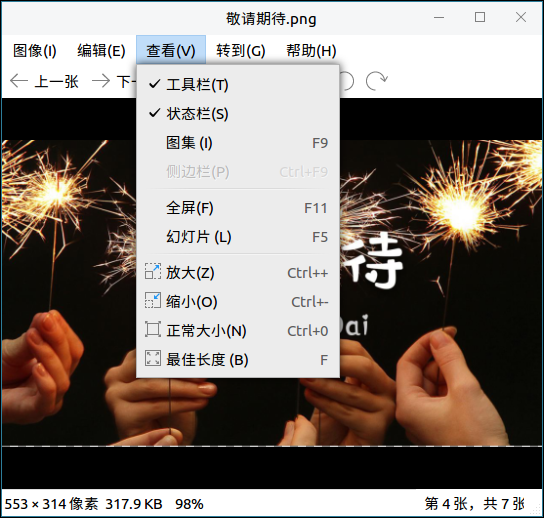 敬请期待.png
图像(I) 编辑(E) 查看(V) 转到(G) 帮助(H)
上一张 下一
工具栏(T)
状态栏(S)
图集 (I) F9
侧边栏(P) Ctrl+F9
全屏(F) F11
幻灯片 (L) F5
放大(Z) Ctrl++
缩小(O) Ctrl+-
正常大小(N) Ctrl+0
最佳长度 (B) F
待
Dai
553 × 314 像素 317.9 KB 98%
第 4 张，共 7 张